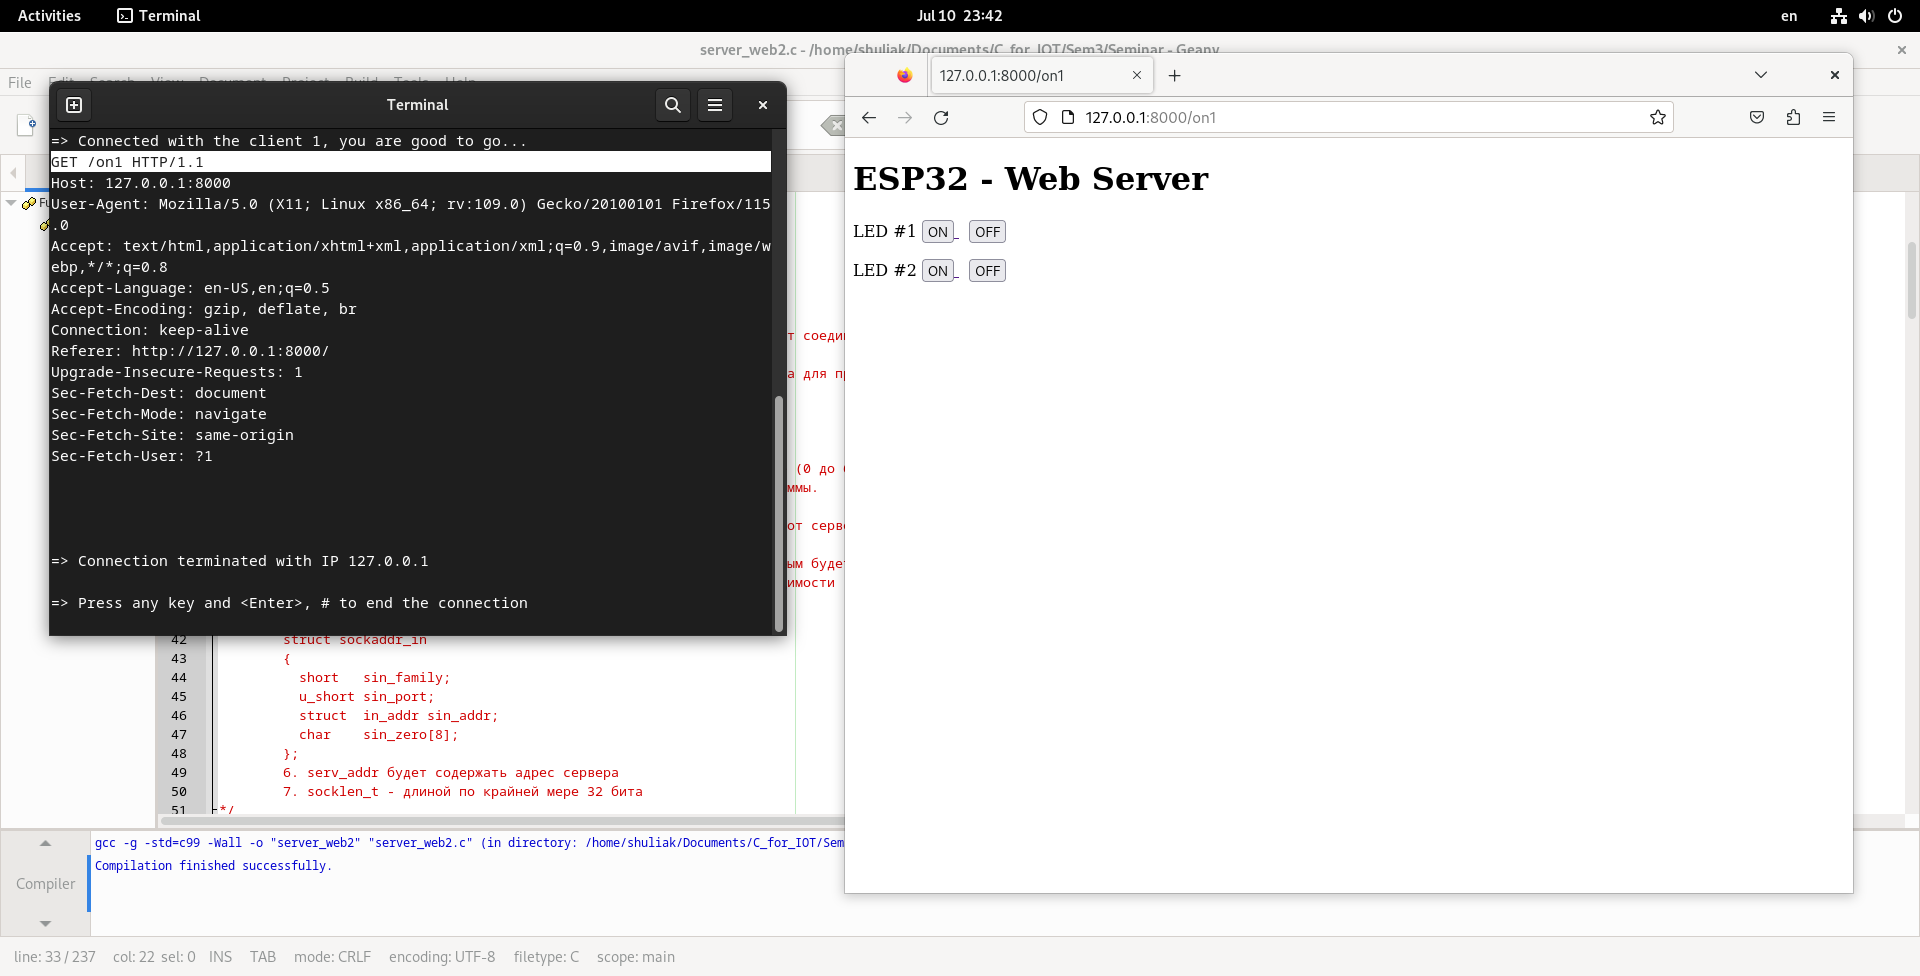 Activities
Terminal
Jul 10 23:42
en
server_web2.c - /home/shuliak/Documents/C_for_IOT/Sem3/Seminar - Geany
File Edit Search View Document Project Build Tools Help
Terminal
=> Connected with the client 1, you are good to go...
GET /on1 HTTP/1.1
Host: 127.0.0.1:8000
User-Agent: Mozilla/5.0 (X11; Linux x86_64; rv:109.0) Gecko/20100101 Firefox/115
.0
Accept: text/html,application/xhtml+xml,application/xml;q=0.9,image/avif,image/w
ebp,*/*;q=0.8
Accept-Language: en-US,en;q=0.5
Accept-Encoding: gzip, deflate, br
Connection: keep-alive
Referer: http://127.0.0.1:8000/
Upgrade-Insecure-Requests: 1
Sec-Fetch-Dest: document
Sec-Fetch-Mode: navigate
Sec-Fetch-Site: same-origin
Sec-Fetch-User: ?1
=> Connection terminated with IP 127.0.0.1
=> Press any key and <Enter>, # to end the connection
127.0.0.1:8000/on1
127.0.0.1:8000/on1
ESP32 - Web Server
LED #1 ON OFF
LED #2 ON OFF
т соеди
а для п
(0 до
ммы.
от серв
ым буде
имости
42 struct sockaddr_in
43 {
44 short sin_family;
45 u_short sin_port;
46 struct in_addr sin_addr;
47 char sin_zero[8];
48 };
49 6. serv_addr будет содержать адрес сервера
50 7. socklen_t - длиной по крайней мере 32 бита
51 */
Compiler
gcc -g -std=c99 -Wall -o "server_web2" "server_web2.c" (in directory: /home/shuliak/Documents/C_for_IOT/Sem
Compilation finished successfully.
line: 33 / 237 col: 22 sel: 0 INS TAB mode: CRLF encoding: UTF-8 filetype: C scope: main